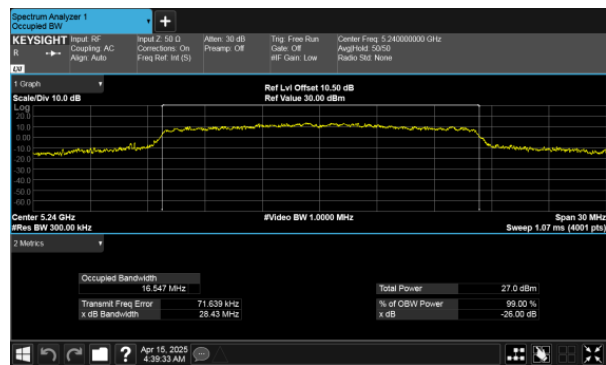 Spectrum Analyzer 1
Occupied BW
KEYSIGHT
R
LXI
Input: RF
Coupling: AC
Align: Auto
Input Z: 50 Ω
Corrections: On
Freq Ref: Int (S)
Atten: 30 dB
Preamp: Off
Trig: Free Run
Gate: Off
#IF Gain: Low
Center Freq: 5.240000000 GHz
Avg|Hold: 50/50
Radio Std: None
1 Graph
Scale/Div 10.0 dB
Ref Lvl Offset 10.50 dB
Ref Value 30.00 dBm
Log
20.0
10.0
0.00
-10.0
-20.0
-30.0
-40.0
-50.0
-60.0
Center 5.24 GHz
#Res BW 300.00 kHz
#Video BW 1.0000 MHz
Span 30 MHz
Sweep 1.07 ms (4001 pts)
2 Metrics
Occupied Bandwidth
16.547 MHz
Total Power 27.0 dBm
Transmit Freq Error 71.639 kHz
% of OBW Power 99.00 %
x dB Bandwidth 28.43 MHz
x dB -26.00 dB
?
Apr 15, 2025
4:39:33 AM